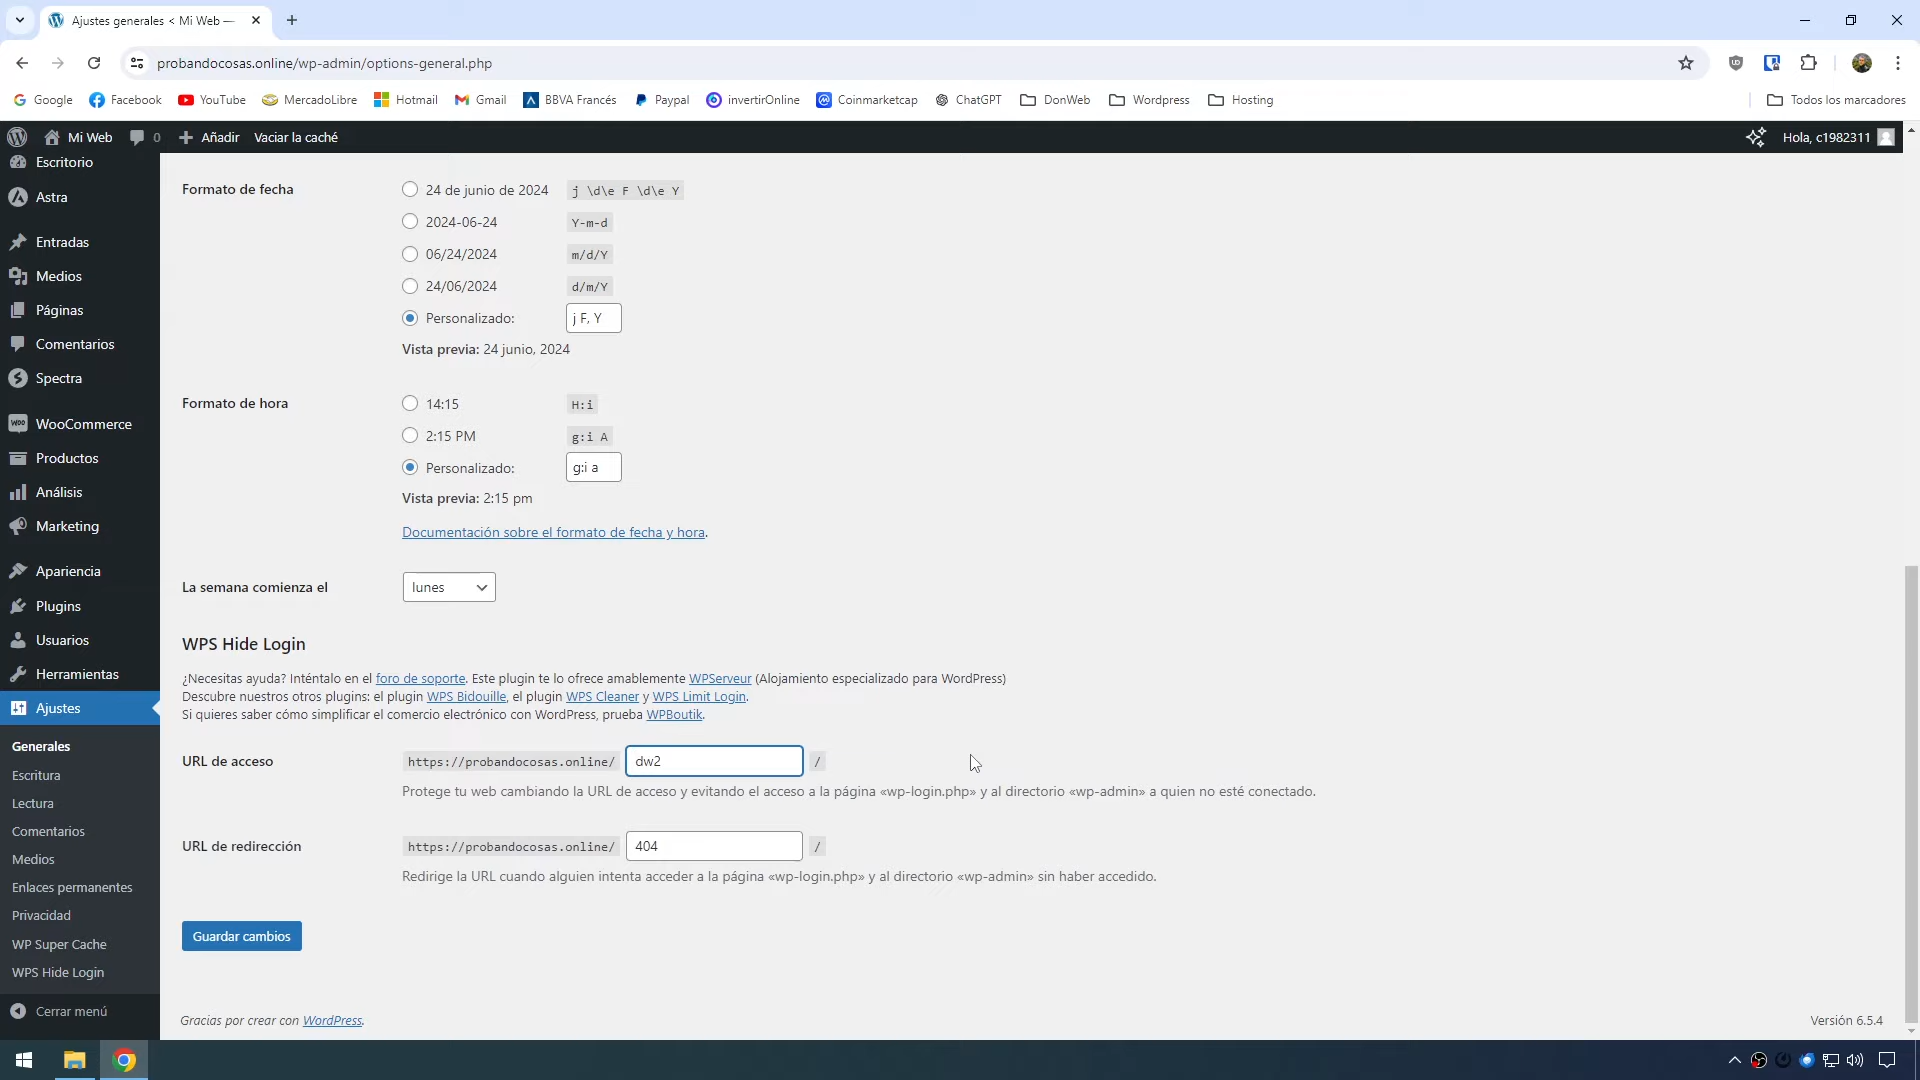 Ajustes generales < Mi Web —
probandocosas.online/wp-admin/options-general.php
Google Facebook YouTube MercadoLibre Hotmail Gmail BBVA Francés Paypal invertirOnline Coinmarketcap ChatGPT DonWeb Wordpress Hosting Todos los marcadores
Mi Web 0 Añadir Vaciar la caché Hola, c1982311
Escritorio
Astra
Entradas
Medios
Páginas
Comentarios
Spectra
WooCommerce
Productos
Análisis
Marketing
Apariencia
Plugins
Usuarios
Herramientas
Ajustes
Generales
Escritura
Lectura
Comentarios
Medios
Enlaces permanentes
Privacidad
WP Super Cache
WPS Hide Login
Cerrar menú
Formato de fecha
24 de junio de 2024 j \d\e F \d\e Y
2024-06-24 Y-m-d
06/24/2024 m/d/Y
24/06/2024 d/m/Y
Personalizado: j F, Y
Vista previa: 24 junio, 2024
Formato de hora
14:15 H:i
2:15 PM g:i A
Personalizado: g:i a
Vista previa: 2:15 pm
Documentación sobre el formato de fecha y hora.
La semana comienza el lunes
WPS Hide Login
¿Necesitas ayuda? Inténtalo en el foro de soporte. Este plugin te lo ofrece amablemente WPServeur (Alojamiento especializado para WordPress)
Descubre nuestros otros plugins: el plugin WPS Bidouille, el plugin WPS Cleaner y WPS Limit Login.
Si quieres saber cómo simplificar el comercio electrónico con WordPress, prueba WPBoutik.
URL de acceso https://probandocosas.online/ dw2 /
Protege tu web cambiando la URL de acceso y evitando el acceso a la página «wp-login.php» y al directorio «wp-admin» a quien no esté conectado.
URL de redirección https://probandocosas.online/ 404 /
Redirige la URL cuando alguien intenta acceder a la página «wp-login.php» y al directorio «wp-admin» sin haber accedido.
Guardar cambios
Gracias por crear con WordPress. Versión 6.5.4